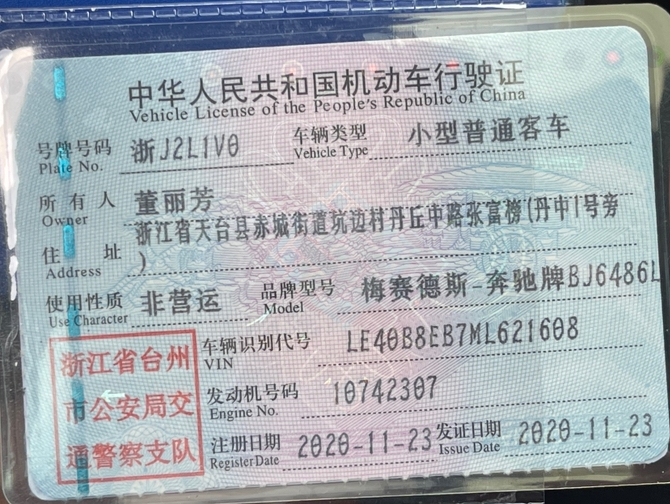 中华人民共和国机动车行驶证
Vehicle License of the People's Republic of China
号牌号码 浙J2L1V0 车辆类型 小型普通客车
Plate No. Vehicle Type
所有人 董丽芳
Owner
浙江省天台县赤城街道坑边村丹丘中路张富榜(丹中1号旁
住址 )
Address
使用性质 非营运 品牌型号 梅赛德斯-奔驰牌BJ6486L
Use Character Model
浙江省台州 车辆识别代号 LE40B8EB7ML621608
VIN
市公安局交 发动机号码 10742307
Engine No.
通警察支队 注册日期 2020-11-23 发证日期 2020-11-23
Register Date Issue Date